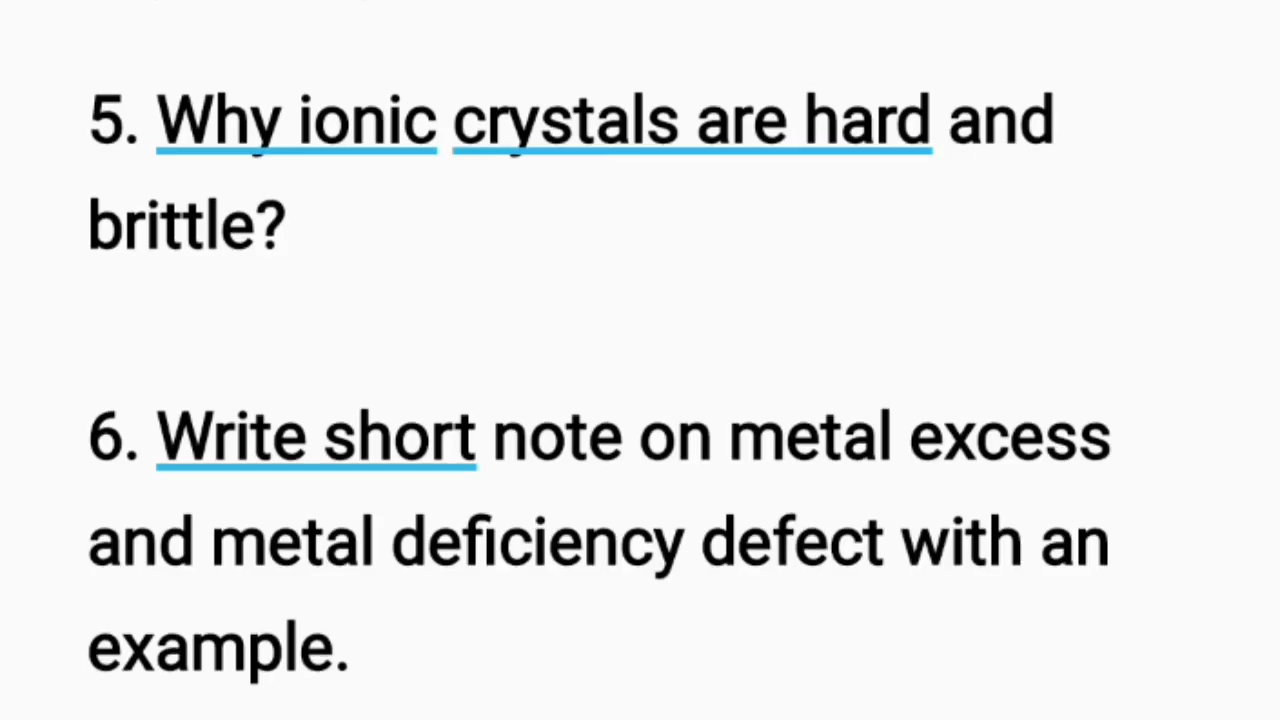 5. Why ionic crystals are hard and
brittle?
6. Write short note on metal excess
and metal deficiency defect with an
example.